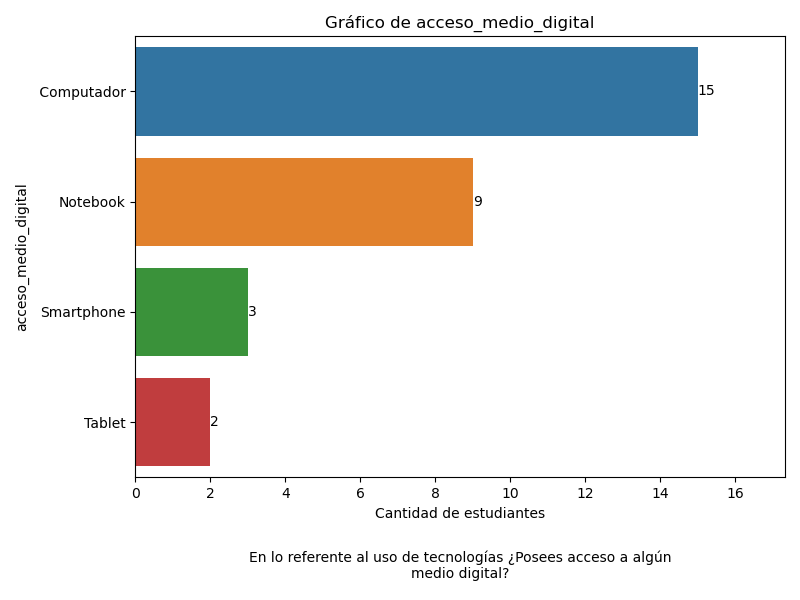 Gráfico de acceso_medio_digital
acceso_medio_digital
Computador
15
Notebook
9
Smartphone
3
Tablet
2
0 2 4 6 8 10 12 14 16
Cantidad de estudiantes
En lo referente al uso de tecnologías ¿Posees acceso a algún
medio digital?